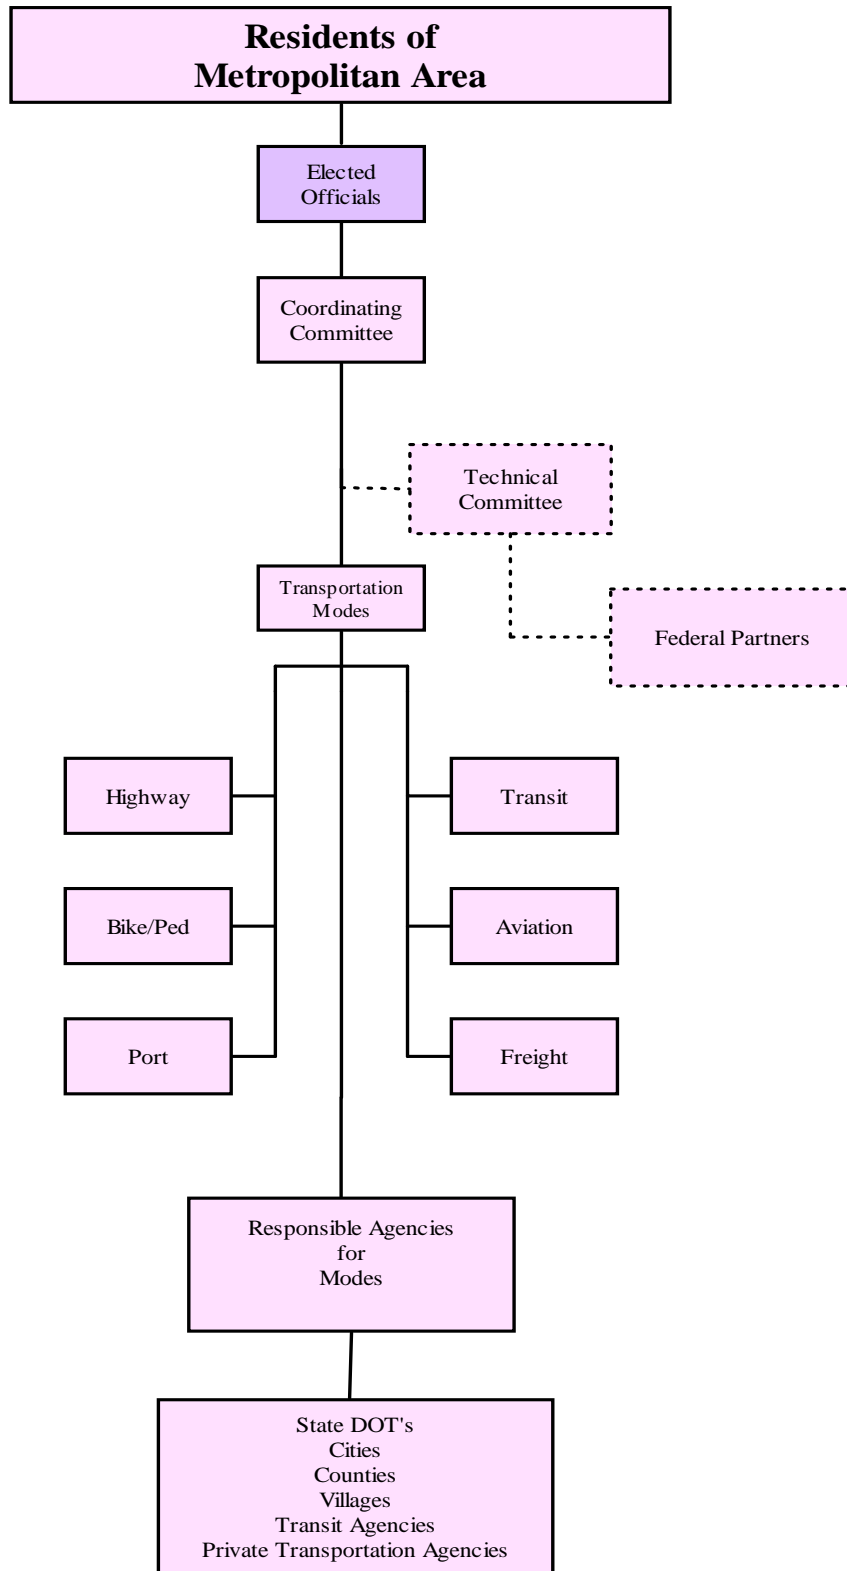 Residents of
Metropolitan Area
Elected
Officials
Coordinating
Committee
Technical
Committee
Transportation
Modes
Federal Partners
Highway
Transit
Bike/Ped
Aviation
Port
Freight
Responsible Agencies
for
Modes
State DOT's
Cities
Counties
Villages
Transit Agencies
Private Transportation Agencies